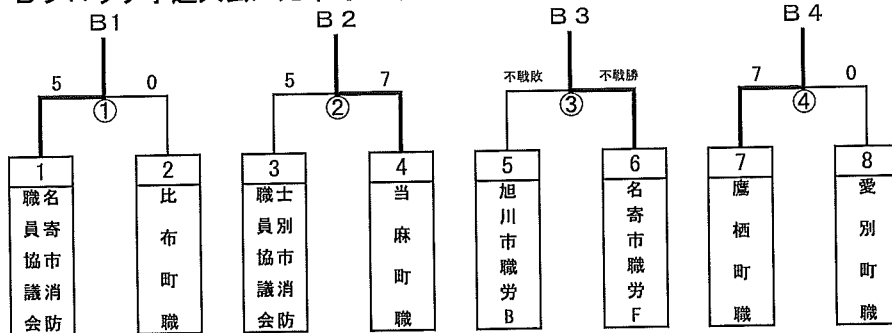 B1 B2 B3 B4
5 0 5 7 不戦敗 不戦勝 7 0
① ② ③ ④
1 2 3 4 5 6 7 8
名寄市消防
職員協議会
比布町職
士別市消防
職員協議会
当麻町職
旭川市職労B
名寄市職労F
鷹栖町職
愛別町職